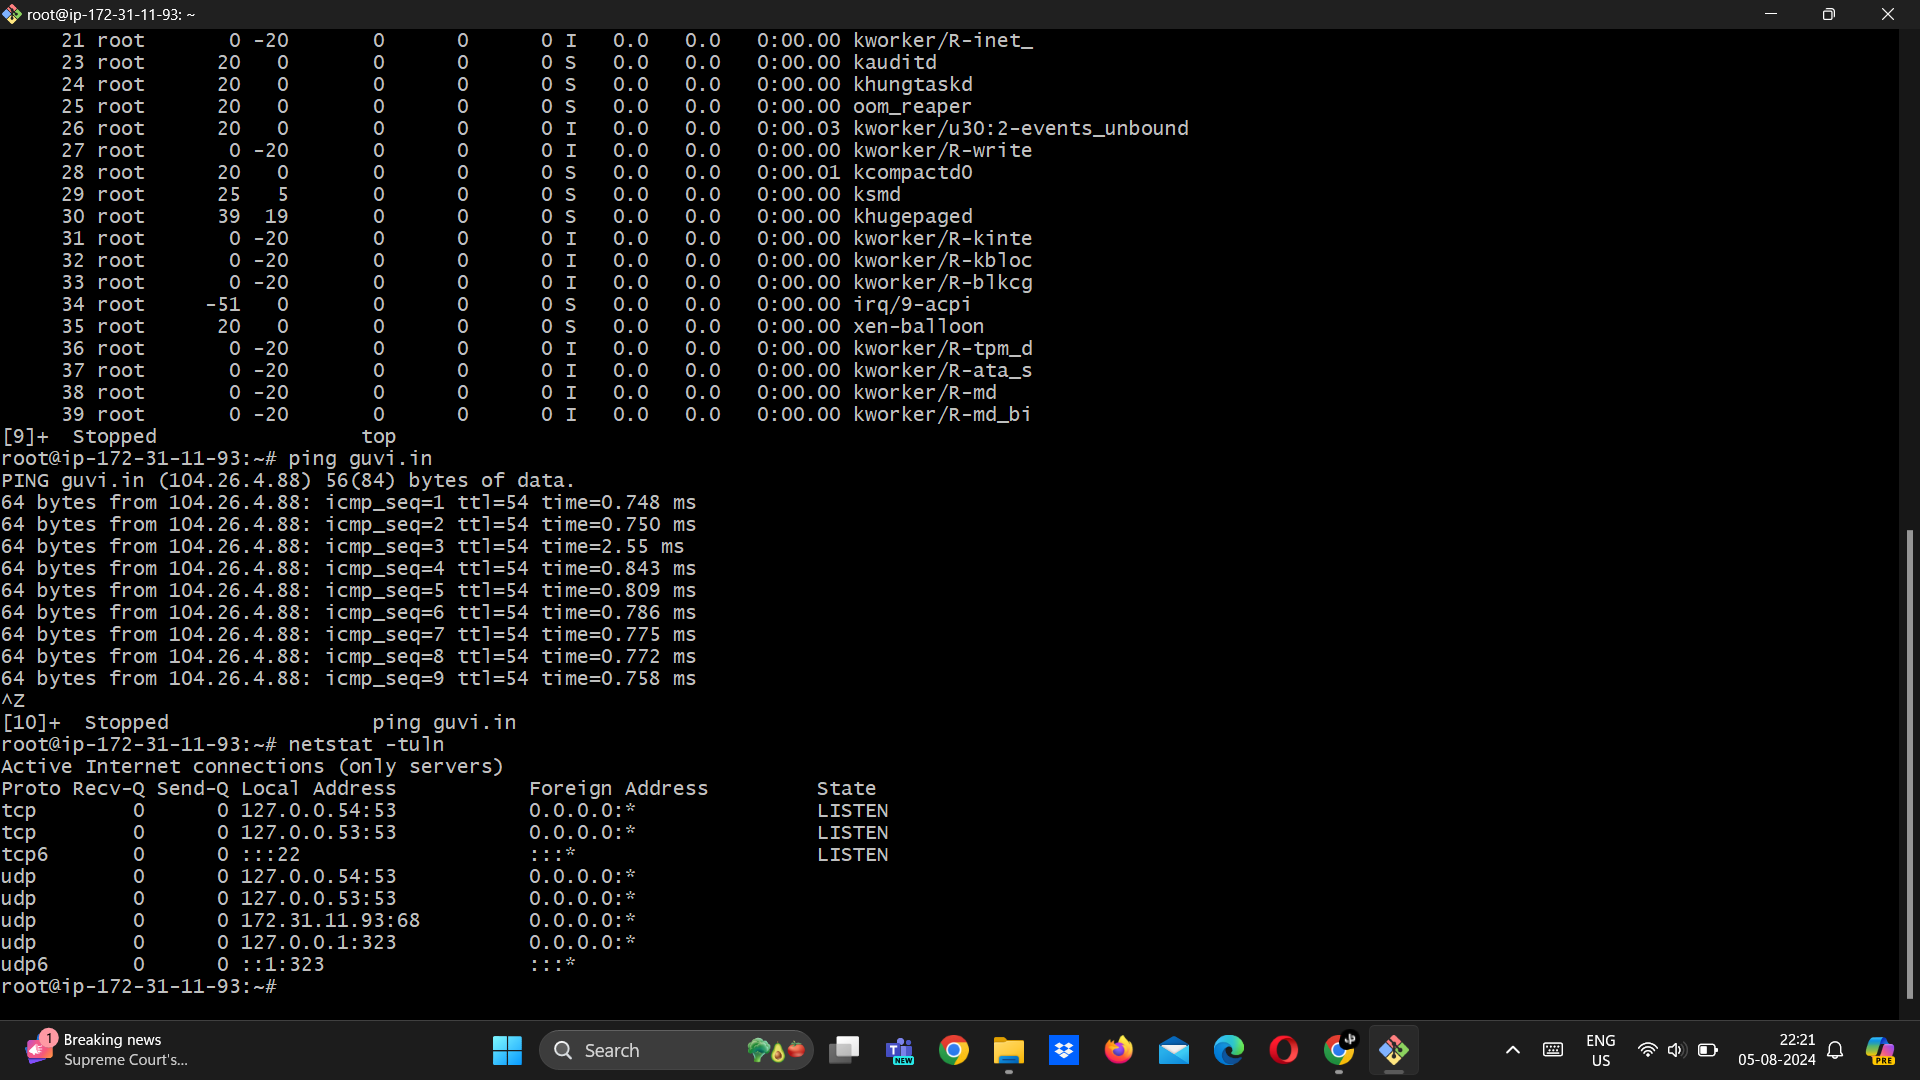 root@ip-172-31-11-93: ~
21 root 0 -20 0 0 0 I 0.0 0.0 0:00.00 kworker/R-inet_
23 root 20 0 0 0 0 S 0.0 0.0 0:00.00 kauditd
24 root 20 0 0 0 0 S 0.0 0.0 0:00.00 khungtaskd
25 root 20 0 0 0 0 S 0.0 0.0 0:00.00 oom_reaper
26 root 20 0 0 0 0 I 0.0 0.0 0:00.03 kworker/u30:2-events_unbound
27 root 0 -20 0 0 0 I 0.0 0.0 0:00.00 kworker/R-write
28 root 20 0 0 0 0 S 0.0 0.0 0:00.01 kcompactd0
29 root 25 5 0 0 0 S 0.0 0.0 0:00.00 ksmd
30 root 39 19 0 0 0 S 0.0 0.0 0:00.00 khugepaged
31 root 0 -20 0 0 0 I 0.0 0.0 0:00.00 kworker/R-kinte
32 root 0 -20 0 0 0 I 0.0 0.0 0:00.00 kworker/R-kbloc
33 root 0 -20 0 0 0 I 0.0 0.0 0:00.00 kworker/R-blkcg
34 root -51 0 0 0 0 S 0.0 0.0 0:00.00 irq/9-acpi
35 root 20 0 0 0 0 S 0.0 0.0 0:00.00 xen-balloon
36 root 0 -20 0 0 0 I 0.0 0.0 0:00.00 kworker/R-tpm_d
37 root 0 -20 0 0 0 I 0.0 0.0 0:00.00 kworker/R-ata_s
38 root 0 -20 0 0 0 I 0.0 0.0 0:00.00 kworker/R-md
39 root 0 -20 0 0 0 I 0.0 0.0 0:00.00 kworker/R-md_bi
[9]+ Stopped top
root@ip-172-31-11-93:~# ping guvi.in
PING guvi.in (104.26.4.88) 56(84) bytes of data.
64 bytes from 104.26.4.88: icmp_seq=1 ttl=54 time=0.748 ms
64 bytes from 104.26.4.88: icmp_seq=2 ttl=54 time=0.750 ms
64 bytes from 104.26.4.88: icmp_seq=3 ttl=54 time=2.55 ms
64 bytes from 104.26.4.88: icmp_seq=4 ttl=54 time=0.843 ms
64 bytes from 104.26.4.88: icmp_seq=5 ttl=54 time=0.809 ms
64 bytes from 104.26.4.88: icmp_seq=6 ttl=54 time=0.786 ms
64 bytes from 104.26.4.88: icmp_seq=7 ttl=54 time=0.775 ms
64 bytes from 104.26.4.88: icmp_seq=8 ttl=54 time=0.772 ms
64 bytes from 104.26.4.88: icmp_seq=9 ttl=54 time=0.758 ms
^Z
[10]+ Stopped ping guvi.in
root@ip-172-31-11-93:~# netstat -tuln
Active Internet connections (only servers)
Proto Recv-Q Send-Q Local Address Foreign Address State
tcp 0 0 127.0.0.54:53 0.0.0.0:* LISTEN
tcp 0 0 127.0.0.53:53 0.0.0.0:* LISTEN
tcp6 0 0 :::22 :::* LISTEN
udp 0 0 127.0.0.54:53 0.0.0.0:*
udp 0 0 127.0.0.53:53 0.0.0.0:*
udp 0 0 172.31.11.93:68 0.0.0.0:*
udp 0 0 127.0.0.1:323 0.0.0.0:*
udp6 0 0 ::1:323 :::*
root@ip-172-31-11-93:~#
1
Breaking news
Supreme Court's...
Search
NEW
ENG
US
22:21
05-08-2024
PRE